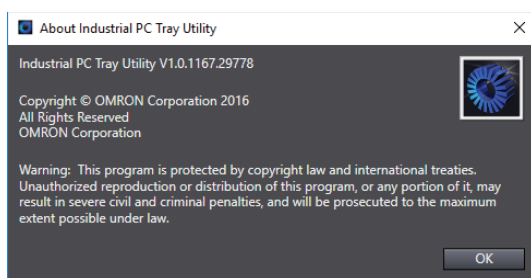 About Industrial PC Tray Utility
Industrial PC Tray Utility V1.0.1167.29778
Copyright © OMRON Corporation 2016
All Rights Reserved
OMRON Corporation
Warning:  This program is protected by copyright law and international treaties.
Unauthorized reproduction or distribution of this program, or any portion of it, may
result in severe civil and criminal penalties, and will be prosecuted to the maximum
extent possible under law.
OK